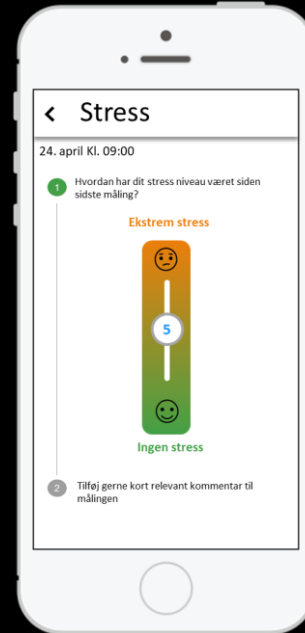 Stress
24. april Kl. 09:00
1 Hvordan har dit stress niveau været siden
sidste måling?
Ekstrem stress
5
Ingen stress
2 Tilføj gerne kort relevant kommentar til
målingen